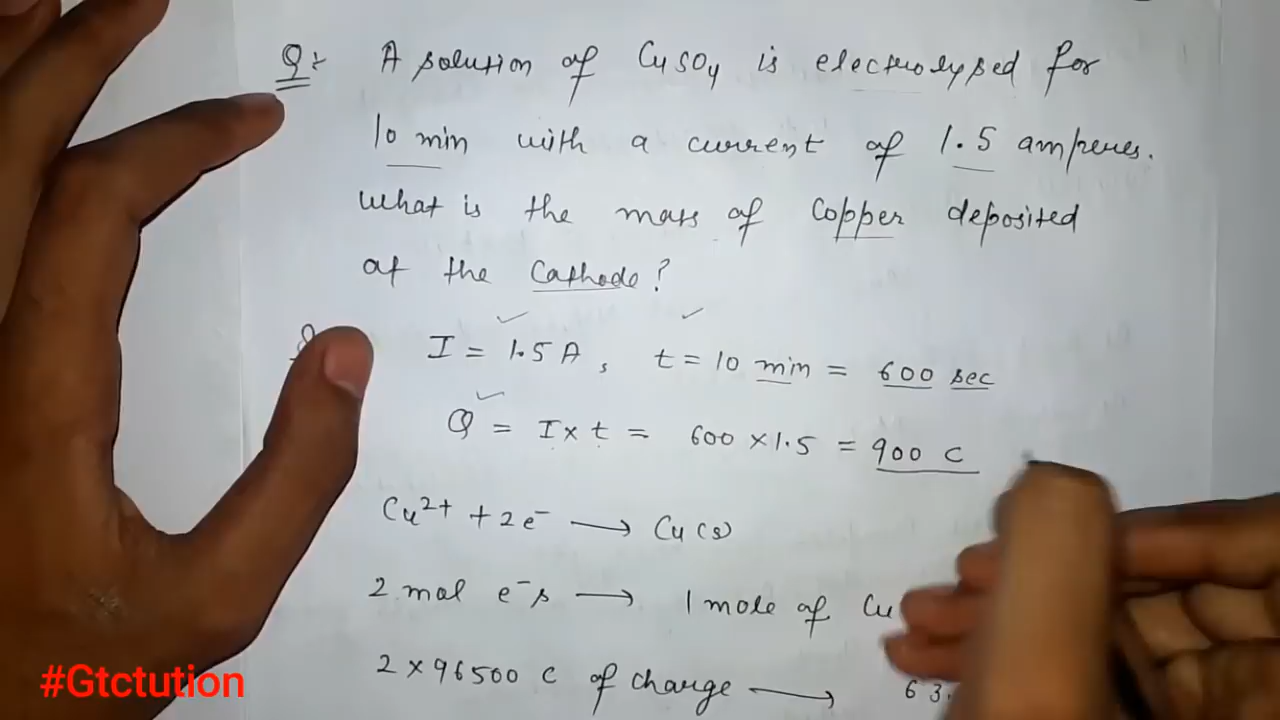 Q:- A solution of CuSO4 is electrolysed for
10 min with a current of 1.5 amperes.
What is the mass of Copper deposited
at the Cathode?
I = 1.5 A, t = 10 min = 600 sec
Q = I x t = 600 x 1.5 = 900 C
Cu²⁺ + 2e⁻ → Cu(s)
2 mol e⁻s → 1 mole of Cu
2 x 96500 C of charge → 63.
#Gtctution